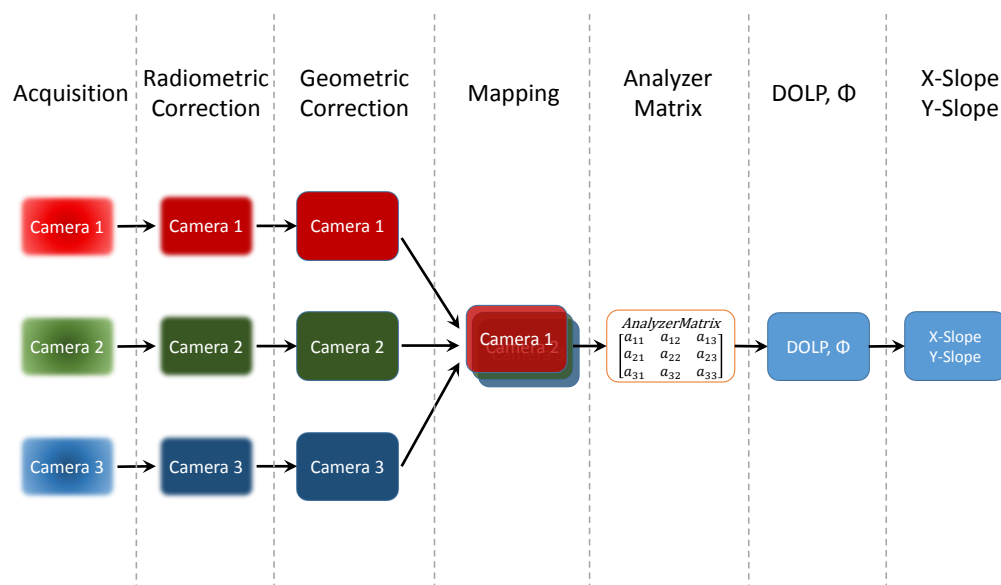 Acquisition
Radiometric
Correction
Geometric
Correction
Mapping
Analyzer
Matrix
DOLP, Φ
X-Slope
Y-Slope
Camera 1
Camera 1
Camera 1
Camera 2
Camera 2
Camera 2
Camera 1
Camera 2
AnalyzerMatrix
a11 a12 a13
a21 a22 a23
a31 a32 a33
DOLP, Φ
X-Slope
Y-Slope
Camera 3
Camera 3
Camera 3